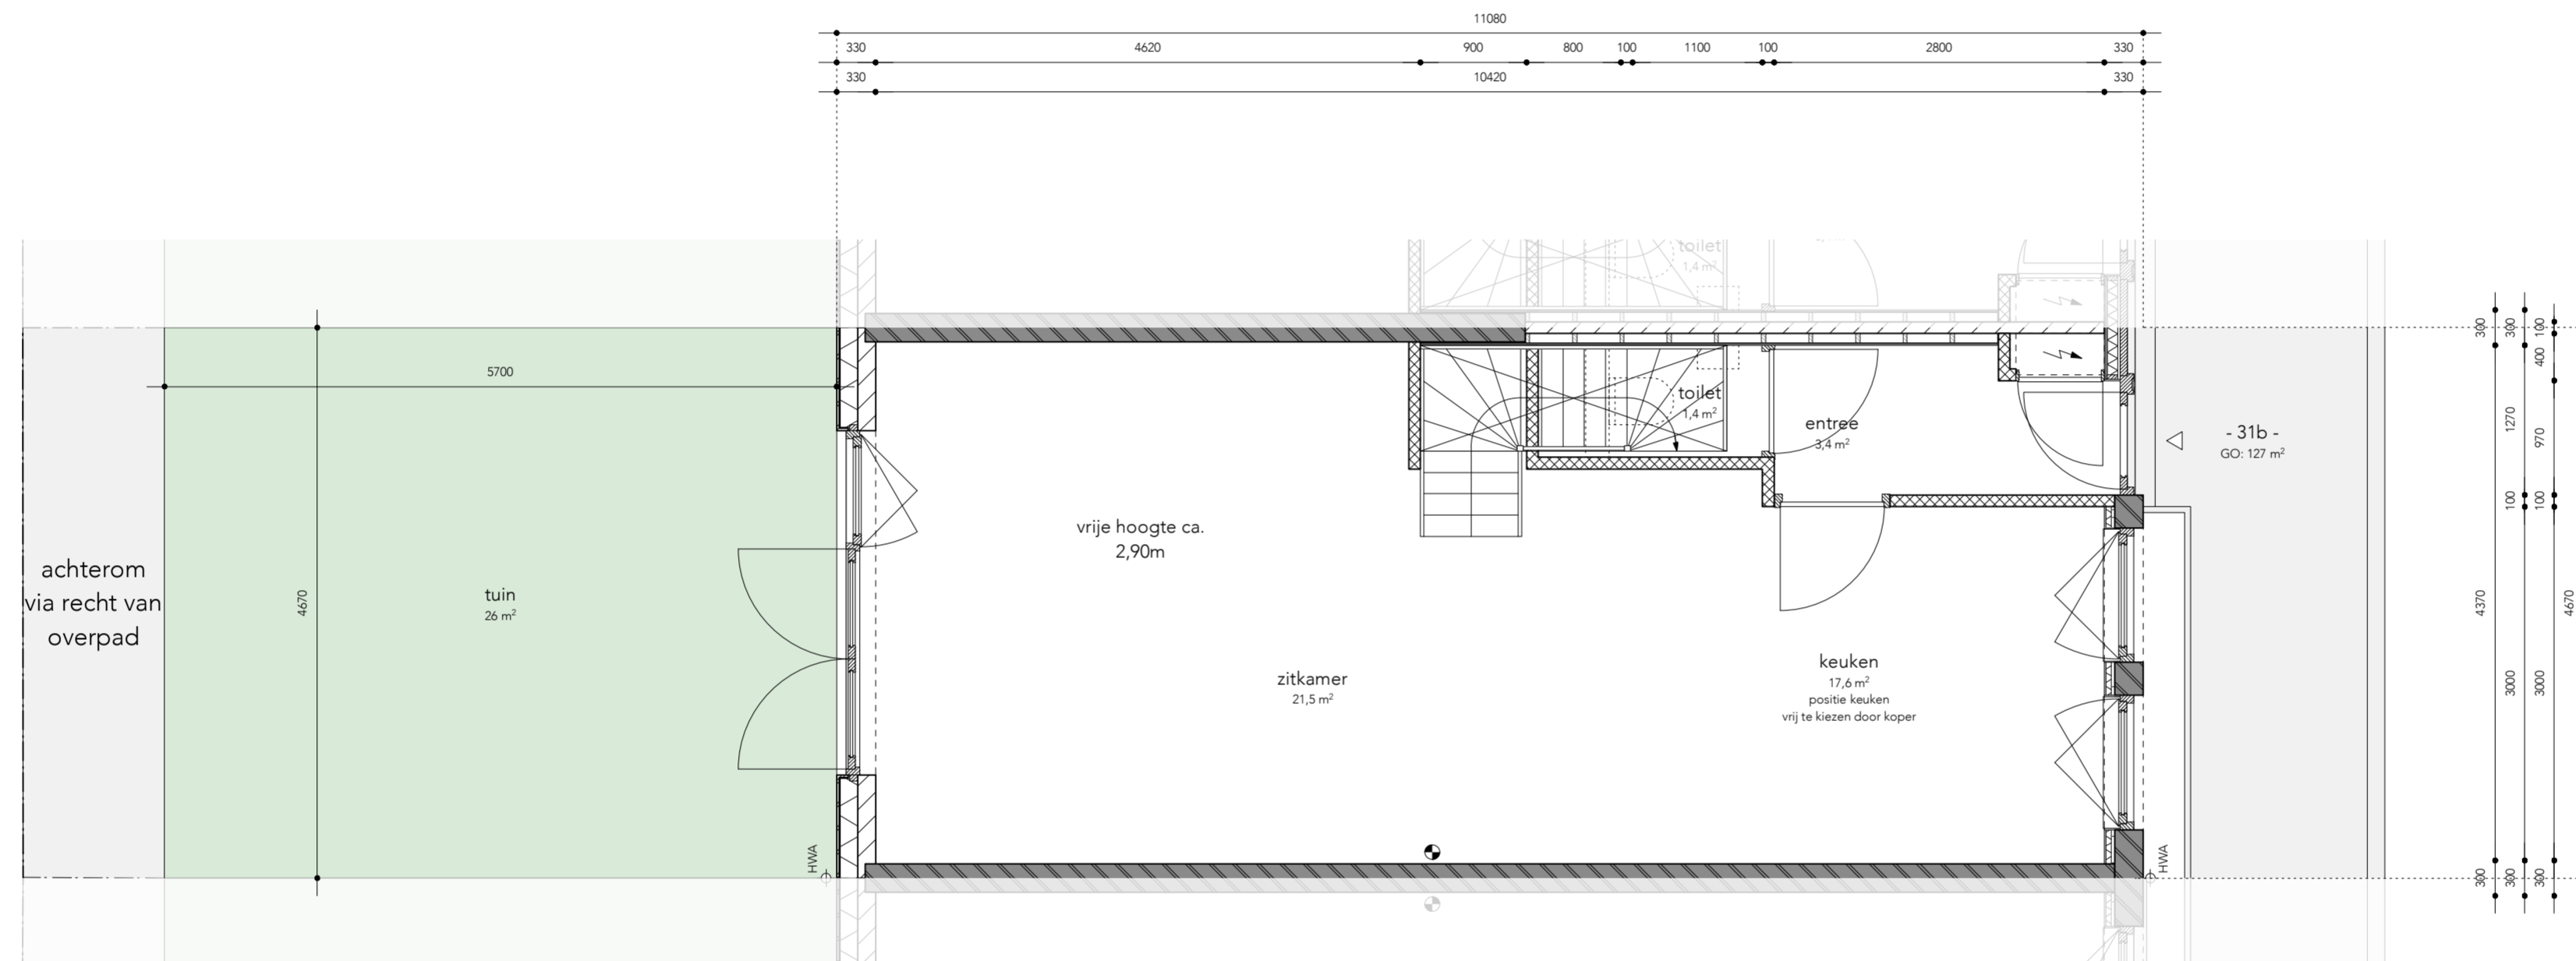 11080
330 4620 900 800 100 1100 100 2800 330
330 10420 330
toilet
1,4 m²
5700
4670
achterom
via recht van
overpad
tuin
26 m²
HWA
vrije hoogte ca.
2,90m
zitkamer
21,5 m²
toilet
1,4 m²
entree
3,4 m²
keuken
17,6 m²
positie keuken
vrij te kiezen door koper
HWA
- 31b -
GO: 127 m²
300 4370 300
300 1270 100 3000 300
100 400 970 100 3000 300
4670